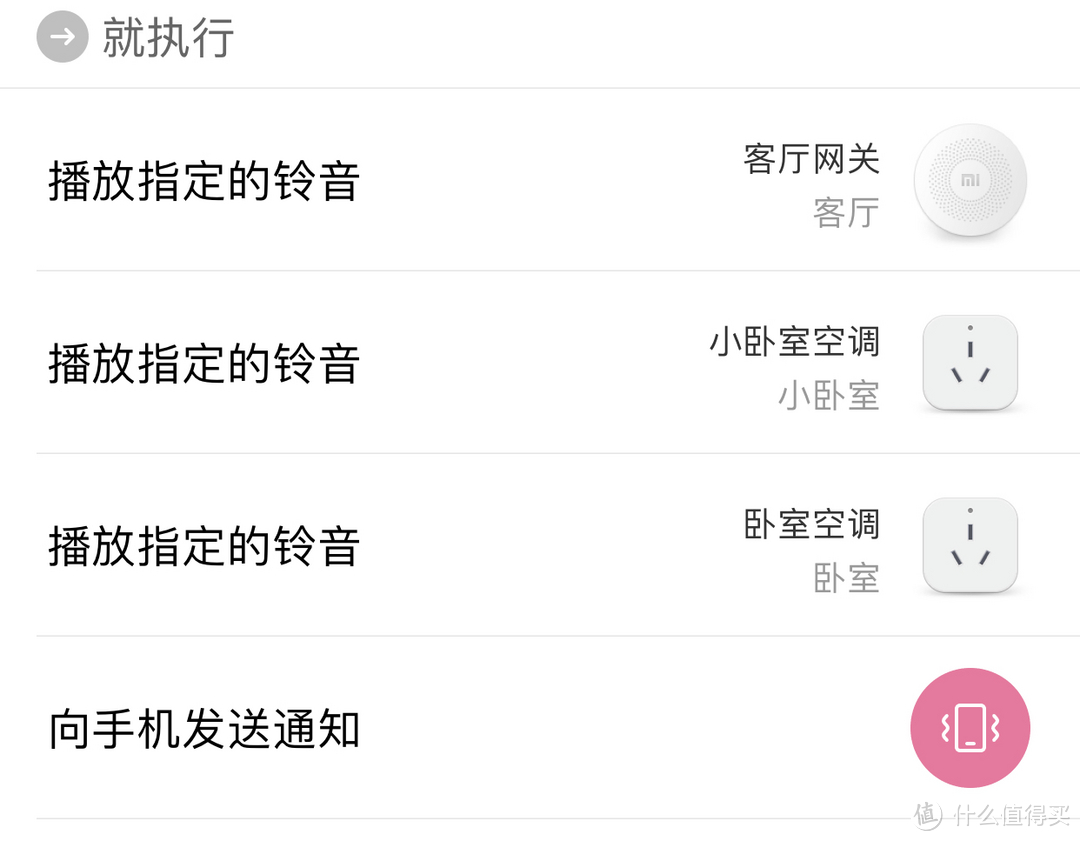 就执行
播放指定的铃音
客厅网关
客厅
mi
播放指定的铃音
小卧室空调
小卧室
播放指定的铃音
卧室空调
卧室
向手机发送通知
值 什么值得买